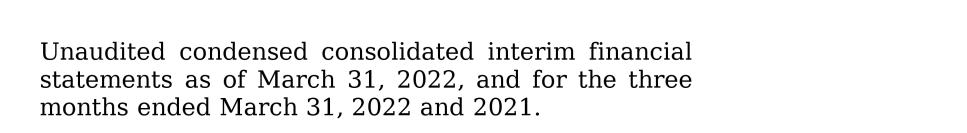 Unaudited condensed consolidated interim financial
statements as of March 31, 2022, and for the three
months ended March 31, 2022 and 2021.